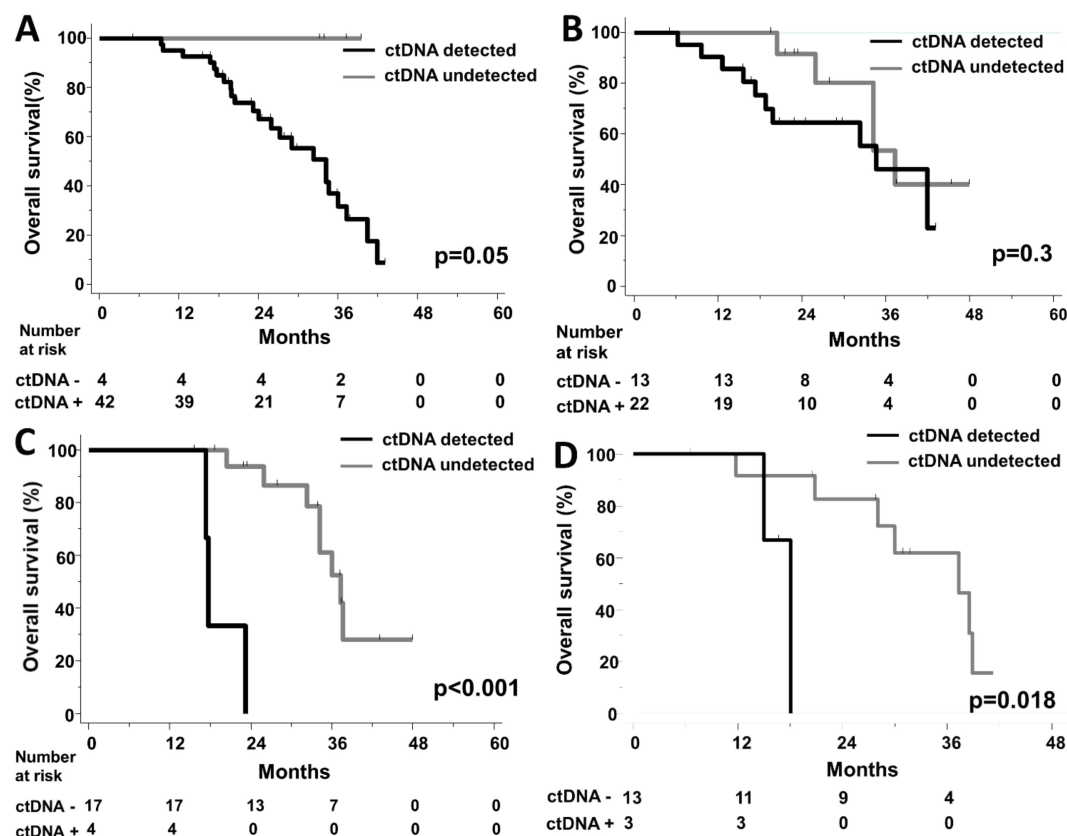 A
Overall survival(%)
100
80
60
40
20
0
ctDNA detected
ctDNA undetected
p=0.05
0 12 24 36 48 60
Months
Number
at risk
ctDNA - 4 4 4 2 0 0
ctDNA + 42 39 21 7 0 0
B
Overall survival (%)
100
80
60
40
20
0
ctDNA detected
ctDNA undetected
p=0.3
0 12 24 36 48 60
Months
Number
at risk
ctDNA - 13 13 8 4 0 0
ctDNA + 22 19 10 4 0 0
C
Overall survival (%)
100
80
60
40
20
0
ctDNA detected
ctDNA undetected
p<0.001
0 12 24 36 48 60
Months
Number
at risk
ctDNA - 17 17 13 7 0 0
ctDNA + 4 4 0 0 0 0
D
Overall survival (%)
100
80
60
40
20
0
ctDNA detected
ctDNA undetected
p=0.018
0 12 24 36 48
Months
ctDNA - 13 11 9 4
ctDNA + 3 3 0 0